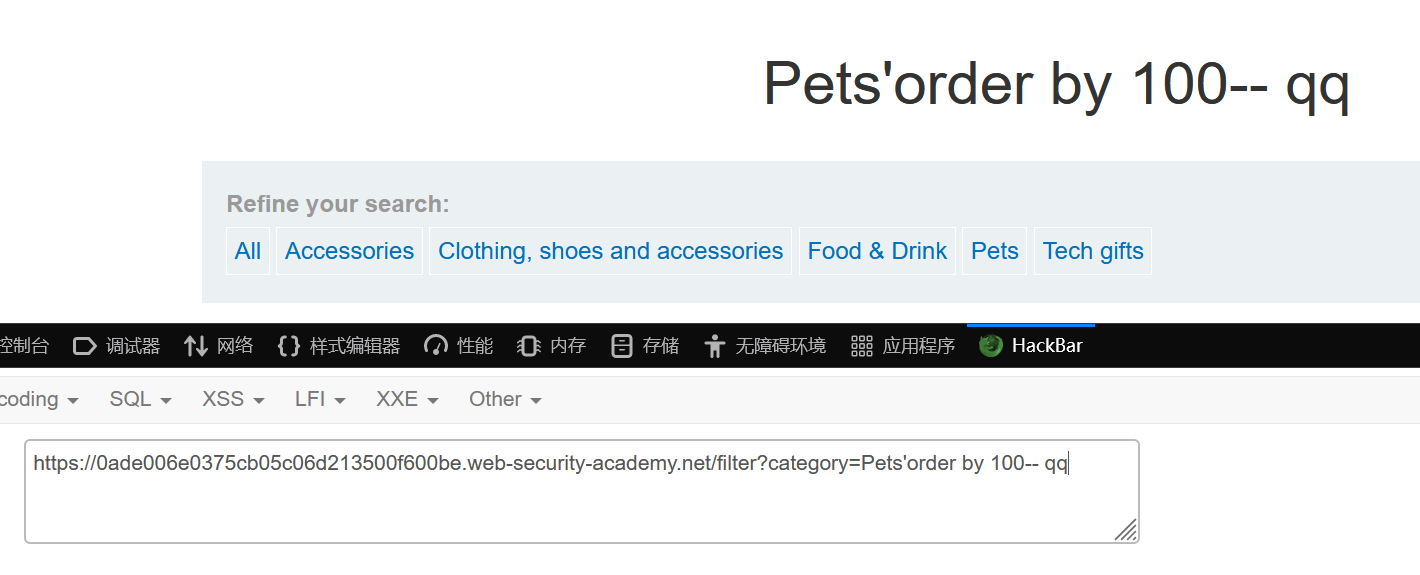 Pets'order by 100-- qq
Refine your search:
All Accessories Clothing, shoes and accessories Food & Drink Pets Tech gifts
控制台 调试器 网络 样式编辑器 性能 内存 存储 无障碍环境 应用程序 HackBar
coding SQL XSS LFI XXE Other
https://0ade006e0375cb05c06d213500f600be.web-security-academy.net/filter?category=Pets'order by 100-- qq